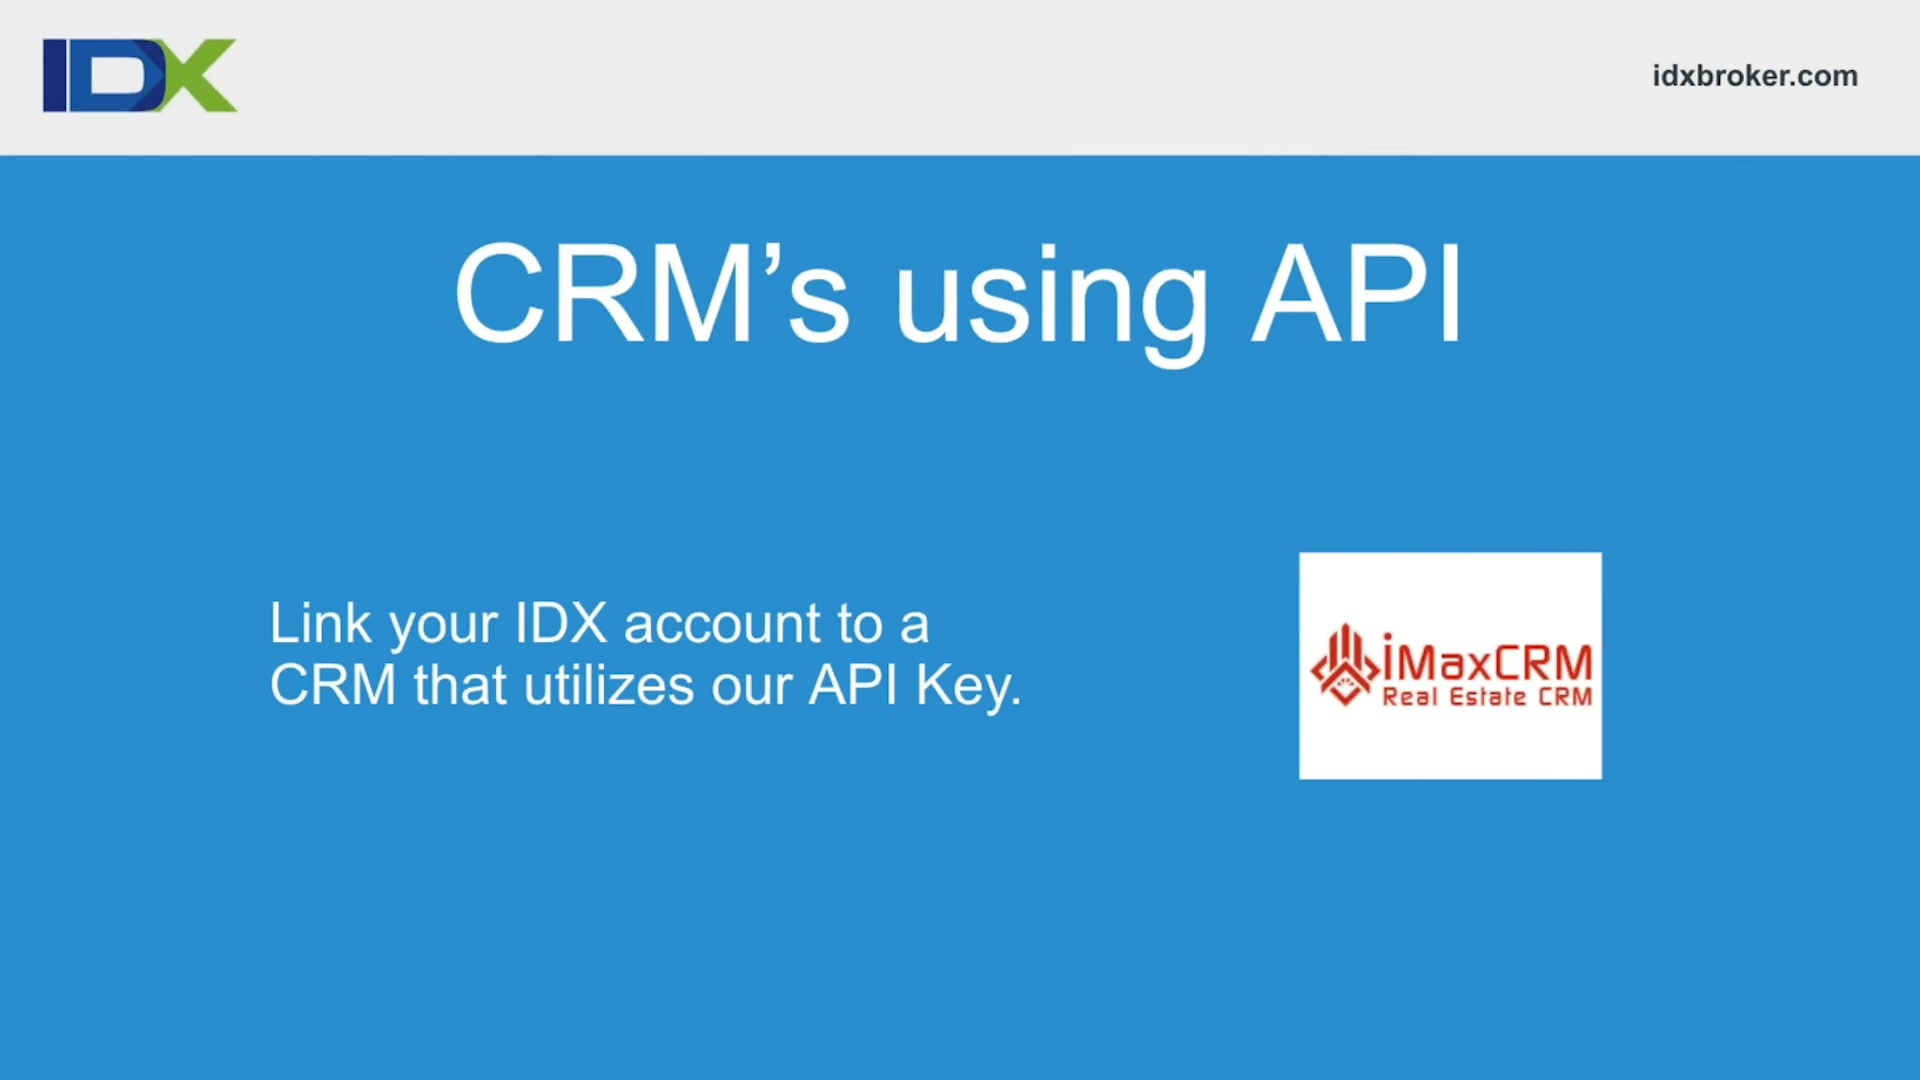 IDX
idxbroker.com
CRM’s using API
Link your IDX account to a
CRM that utilizes our API Key.
iMaxCRM
Real Estate CRM